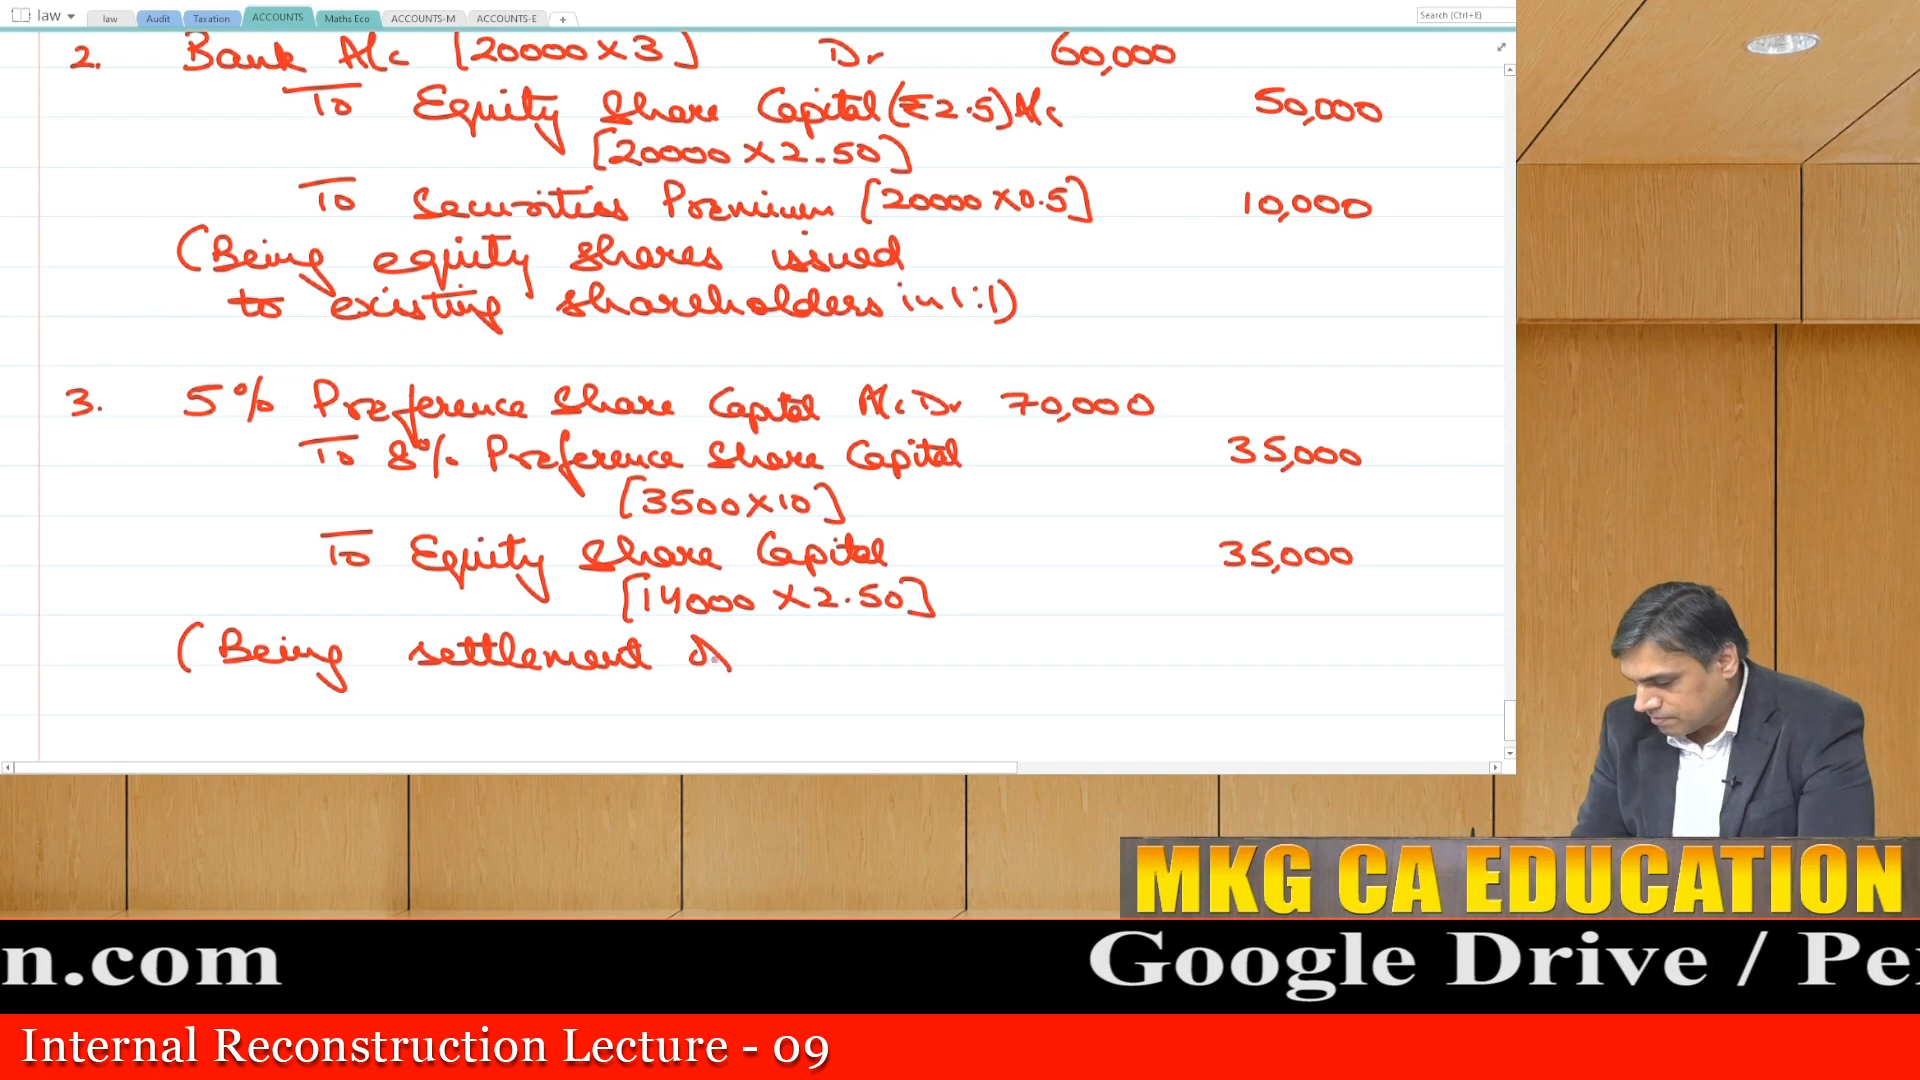 law
law Audit Taxation ACCOUNTS Maths Eco ACCOUNTS-M ACCOUNTS-E +
Search (Ctrl+E)
2. Bank A/c [20000 × 3] Dr 60,000
To Equity Share Capital (₹2.5) A/c 50,000
[20000 × 2.50]
To Securities Premium [20000 × 0.5] 10,000
(Being equity shares issued
to existing shareholders in 1:1)
3. 5% Preference Share Capital A/c Dr 70,000
To 8% Preference Share Capital 35,000
[3500 × 10]
To Equity Share Capital 35,000
[14000 × 2.50]
(Being settlement of
MKG CA EDUCATION
n.com Google Drive / Pe
Internal Reconstruction Lecture - 09